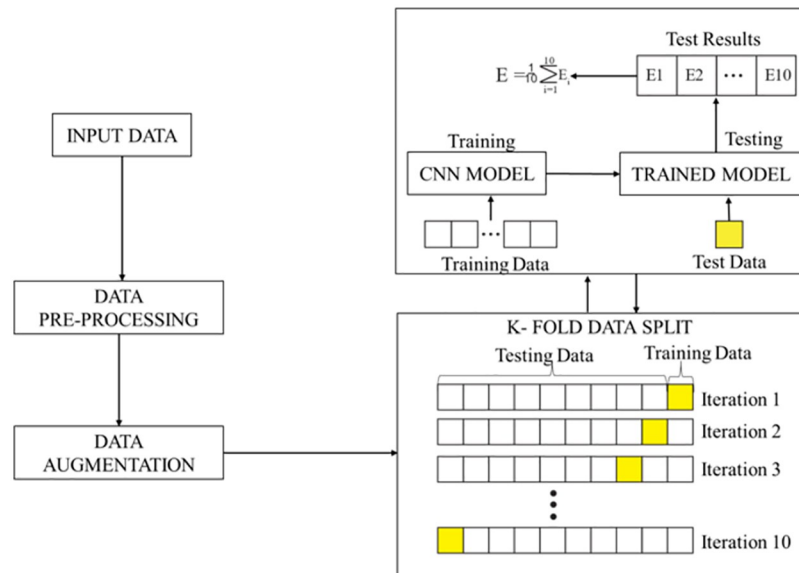 INPUT DATA
DATA
PRE-PROCESSING
DATA
AUGMENTATION
Test Results
E = 1/10 10∑i=1 Ei
E1 E2 ... E10
Training
Testing
CNN MODEL
TRAINED MODEL
...
Training Data
Test Data
K- FOLD DATA SPLIT
Testing Data
Training Data
Iteration 1
Iteration 2
Iteration 3
Iteration 10